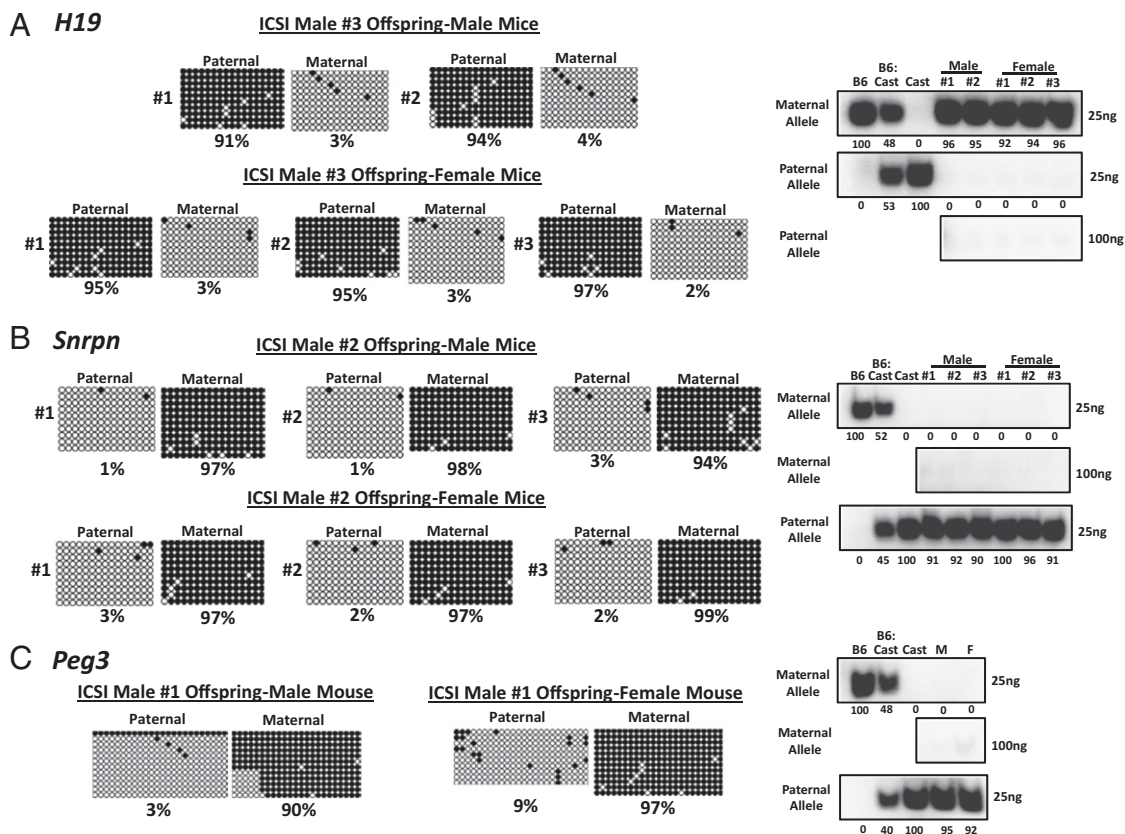 A H19
ICSI Male #3 Offspring-Male Mice
Paternal Maternal Paternal Maternal
#1 #2
91% 3% 94% 4%
ICSI Male #3 Offspring-Female Mice
Paternal Maternal Paternal Maternal Paternal Maternal
#1 #2 #3
95% 3% 95% 3% 97% 2%
Male Female
B6 B6:Cast Cast #1 #2 #1 #2 #3
Maternal Allele 25ng
100 48 0 96 95 92 94 96
Paternal Allele 25ng
0 53 100 0 0 0 0 0
Paternal Allele 100ng
B Snrpn
ICSI Male #2 Offspring-Male Mice
Paternal Maternal Paternal Maternal Paternal Maternal
#1 #2 #3
1% 97% 1% 98% 3% 94%
ICSI Male #2 Offspring-Female Mice
Paternal Maternal Paternal Maternal Paternal Maternal
#1 #2 #3
3% 97% 2% 97% 2% 99%
Male Female
B6 B6:Cast Cast #1 #2 #3 #1 #2 #3
Maternal Allele 25ng
100 52 0 0 0 0 0 0 0
Maternal Allele 100ng
Paternal Allele 25ng
0 45 100 91 92 90 100 96 91
C Peg3
ICSI Male #1 Offspring-Male Mouse ICSI Male #1 Offspring-Female Mouse
Paternal Maternal Paternal Maternal
3% 90% 9% 97%
B6 B6:Cast Cast M F
Maternal Allele 25ng
100 48 0 0 0
Maternal Allele 100ng
Paternal Allele 25ng
0 40 100 95 92